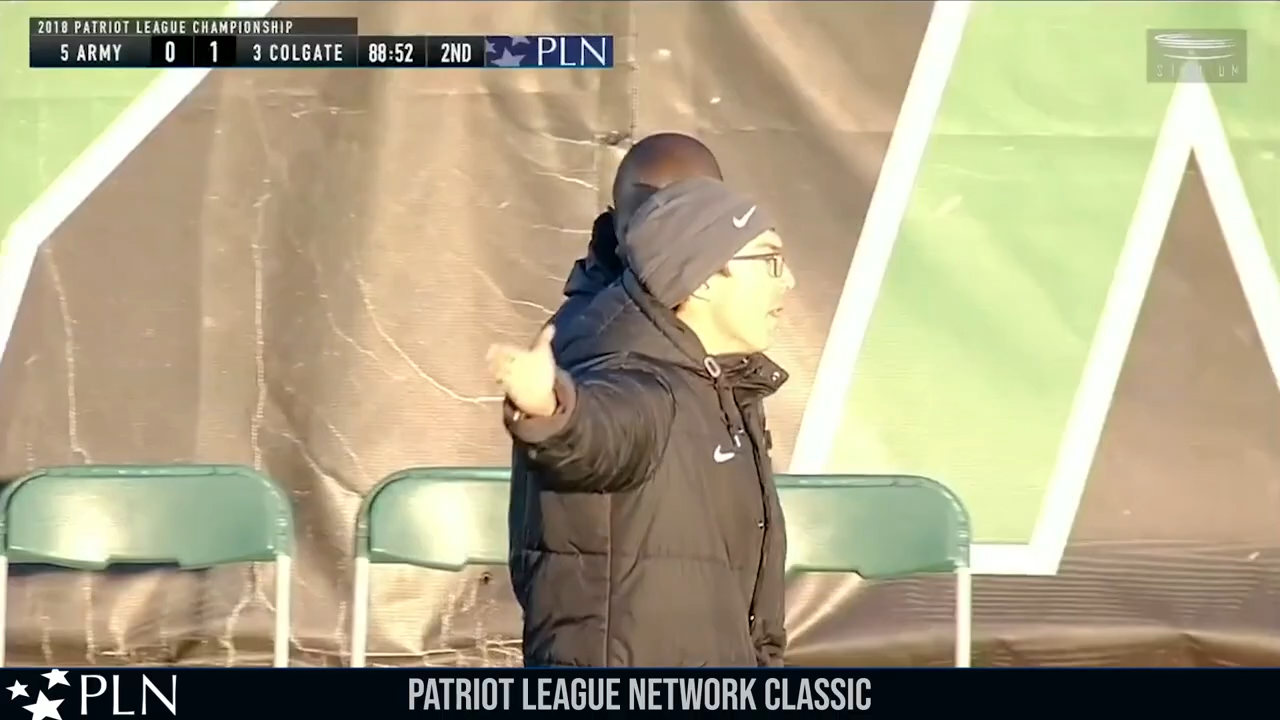 2018 PATRIOT LEAGUE CHAMPIONSHIP
5 ARMY 0 1 3 COLGATE 88:52 2ND PLN
STADIUM
PLN PATRIOT LEAGUE NETWORK CLASSIC